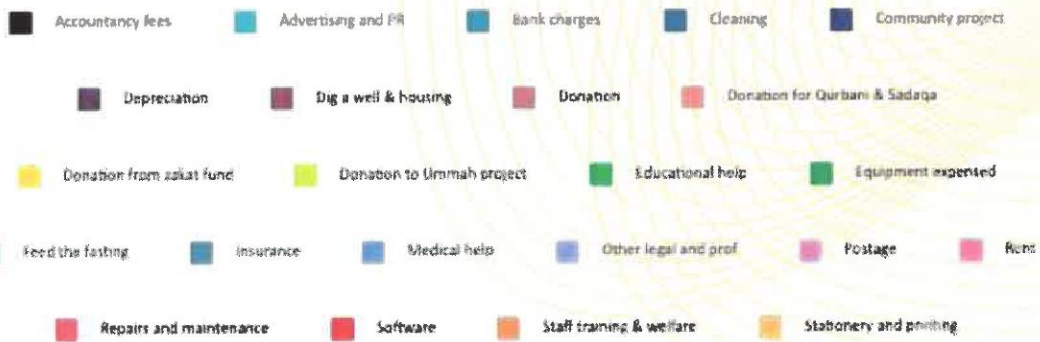 Accountancy fees Advertising and PR Bank charges Cleaning Community project
Depreciation Dig a well & housing Donation Donation for Qurbani & Sadaqa
Donation from zakat fund Donation to Ummah project Educational help Equipment expensed
Feed the fasting Insurance Medical help Other legal and prof Postage Rent
Repairs and maintenance Software Staff training & welfare Stationery and printing